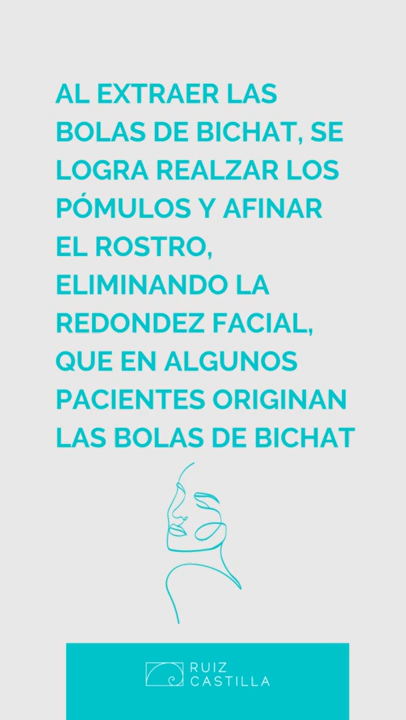 AL EXTRAER LAS
BOLAS DE BICHAT, SE
LOGRA REALZAR LOS
PÓMULOS Y AFINAR
EL ROSTRO,
ELIMINANDO LA
REDONDEZ FACIAL,
QUE EN ALGUNOS
PACIENTES ORIGINAN
LAS BOLAS DE BICHAT
RUIZ
CASTILLA